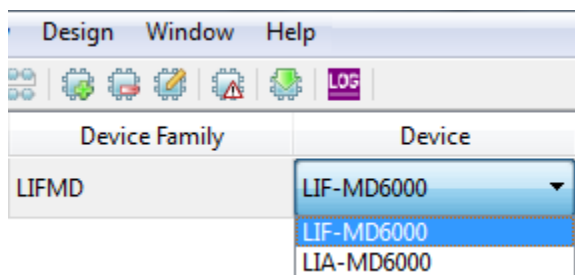 Design Window Help
LOG
Device Family Device
LIFMD LIF-MD6000
LIF-MD6000
LIA-MD6000